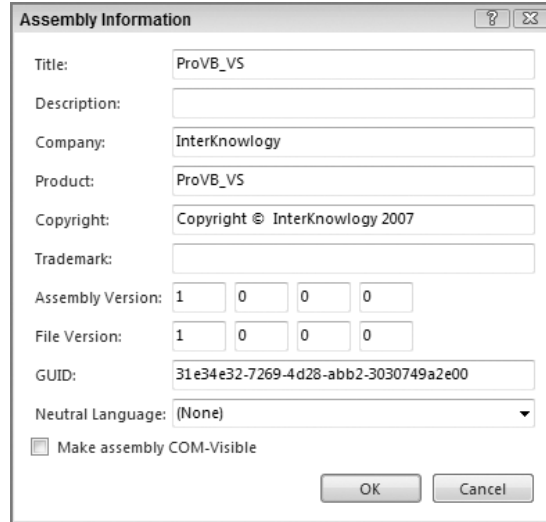 Assembly Information ?
Title: ProVB_VS
Description:
Company: InterKnowlogy
Product: ProVB_VS
Copyright: Copyright © InterKnowlogy 2007
Trademark:
Assembly Version: 1 0 0 0
File Version: 1 0 0 0
GUID: 31e34e32-7269-4d28-abb2-3030749a2e00
Neutral Language: (None)
Make assembly COM-Visible
OK Cancel